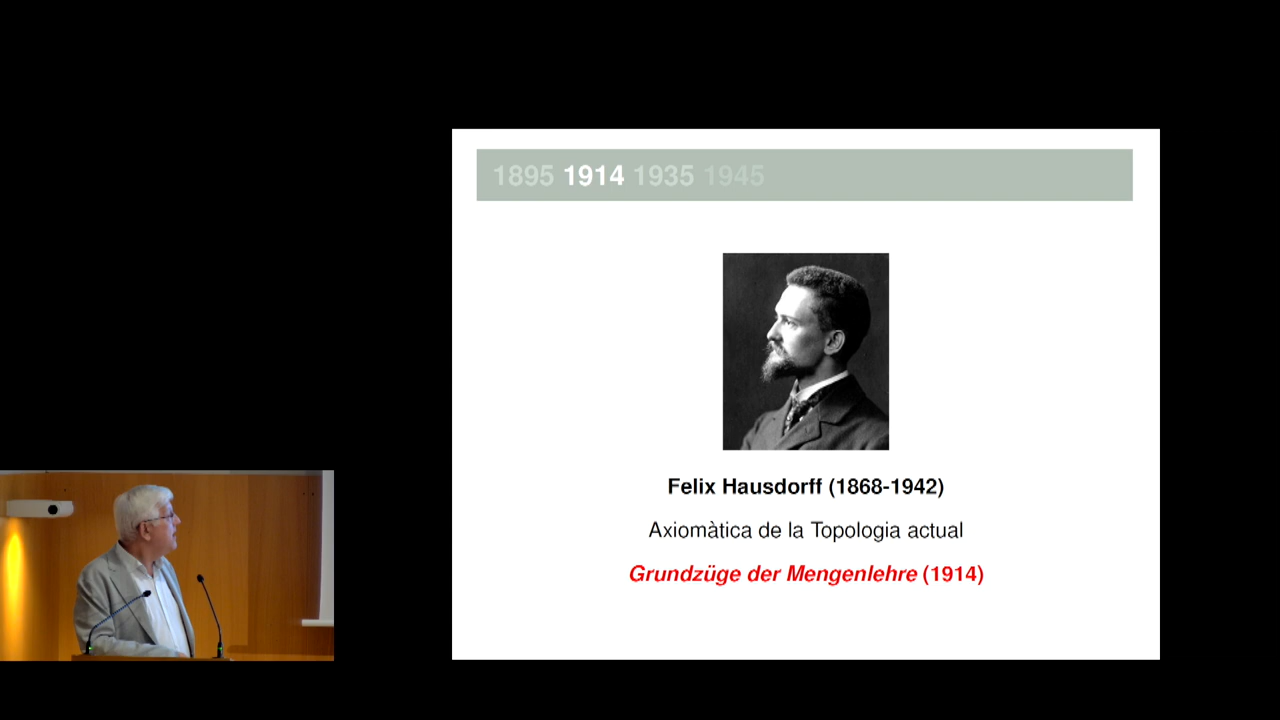 1895 1914 1935 1945
Felix Hausdorff (1868-1942)
Axiomàtica de la Topologia actual
Grundzüge der Mengenlehre (1914)